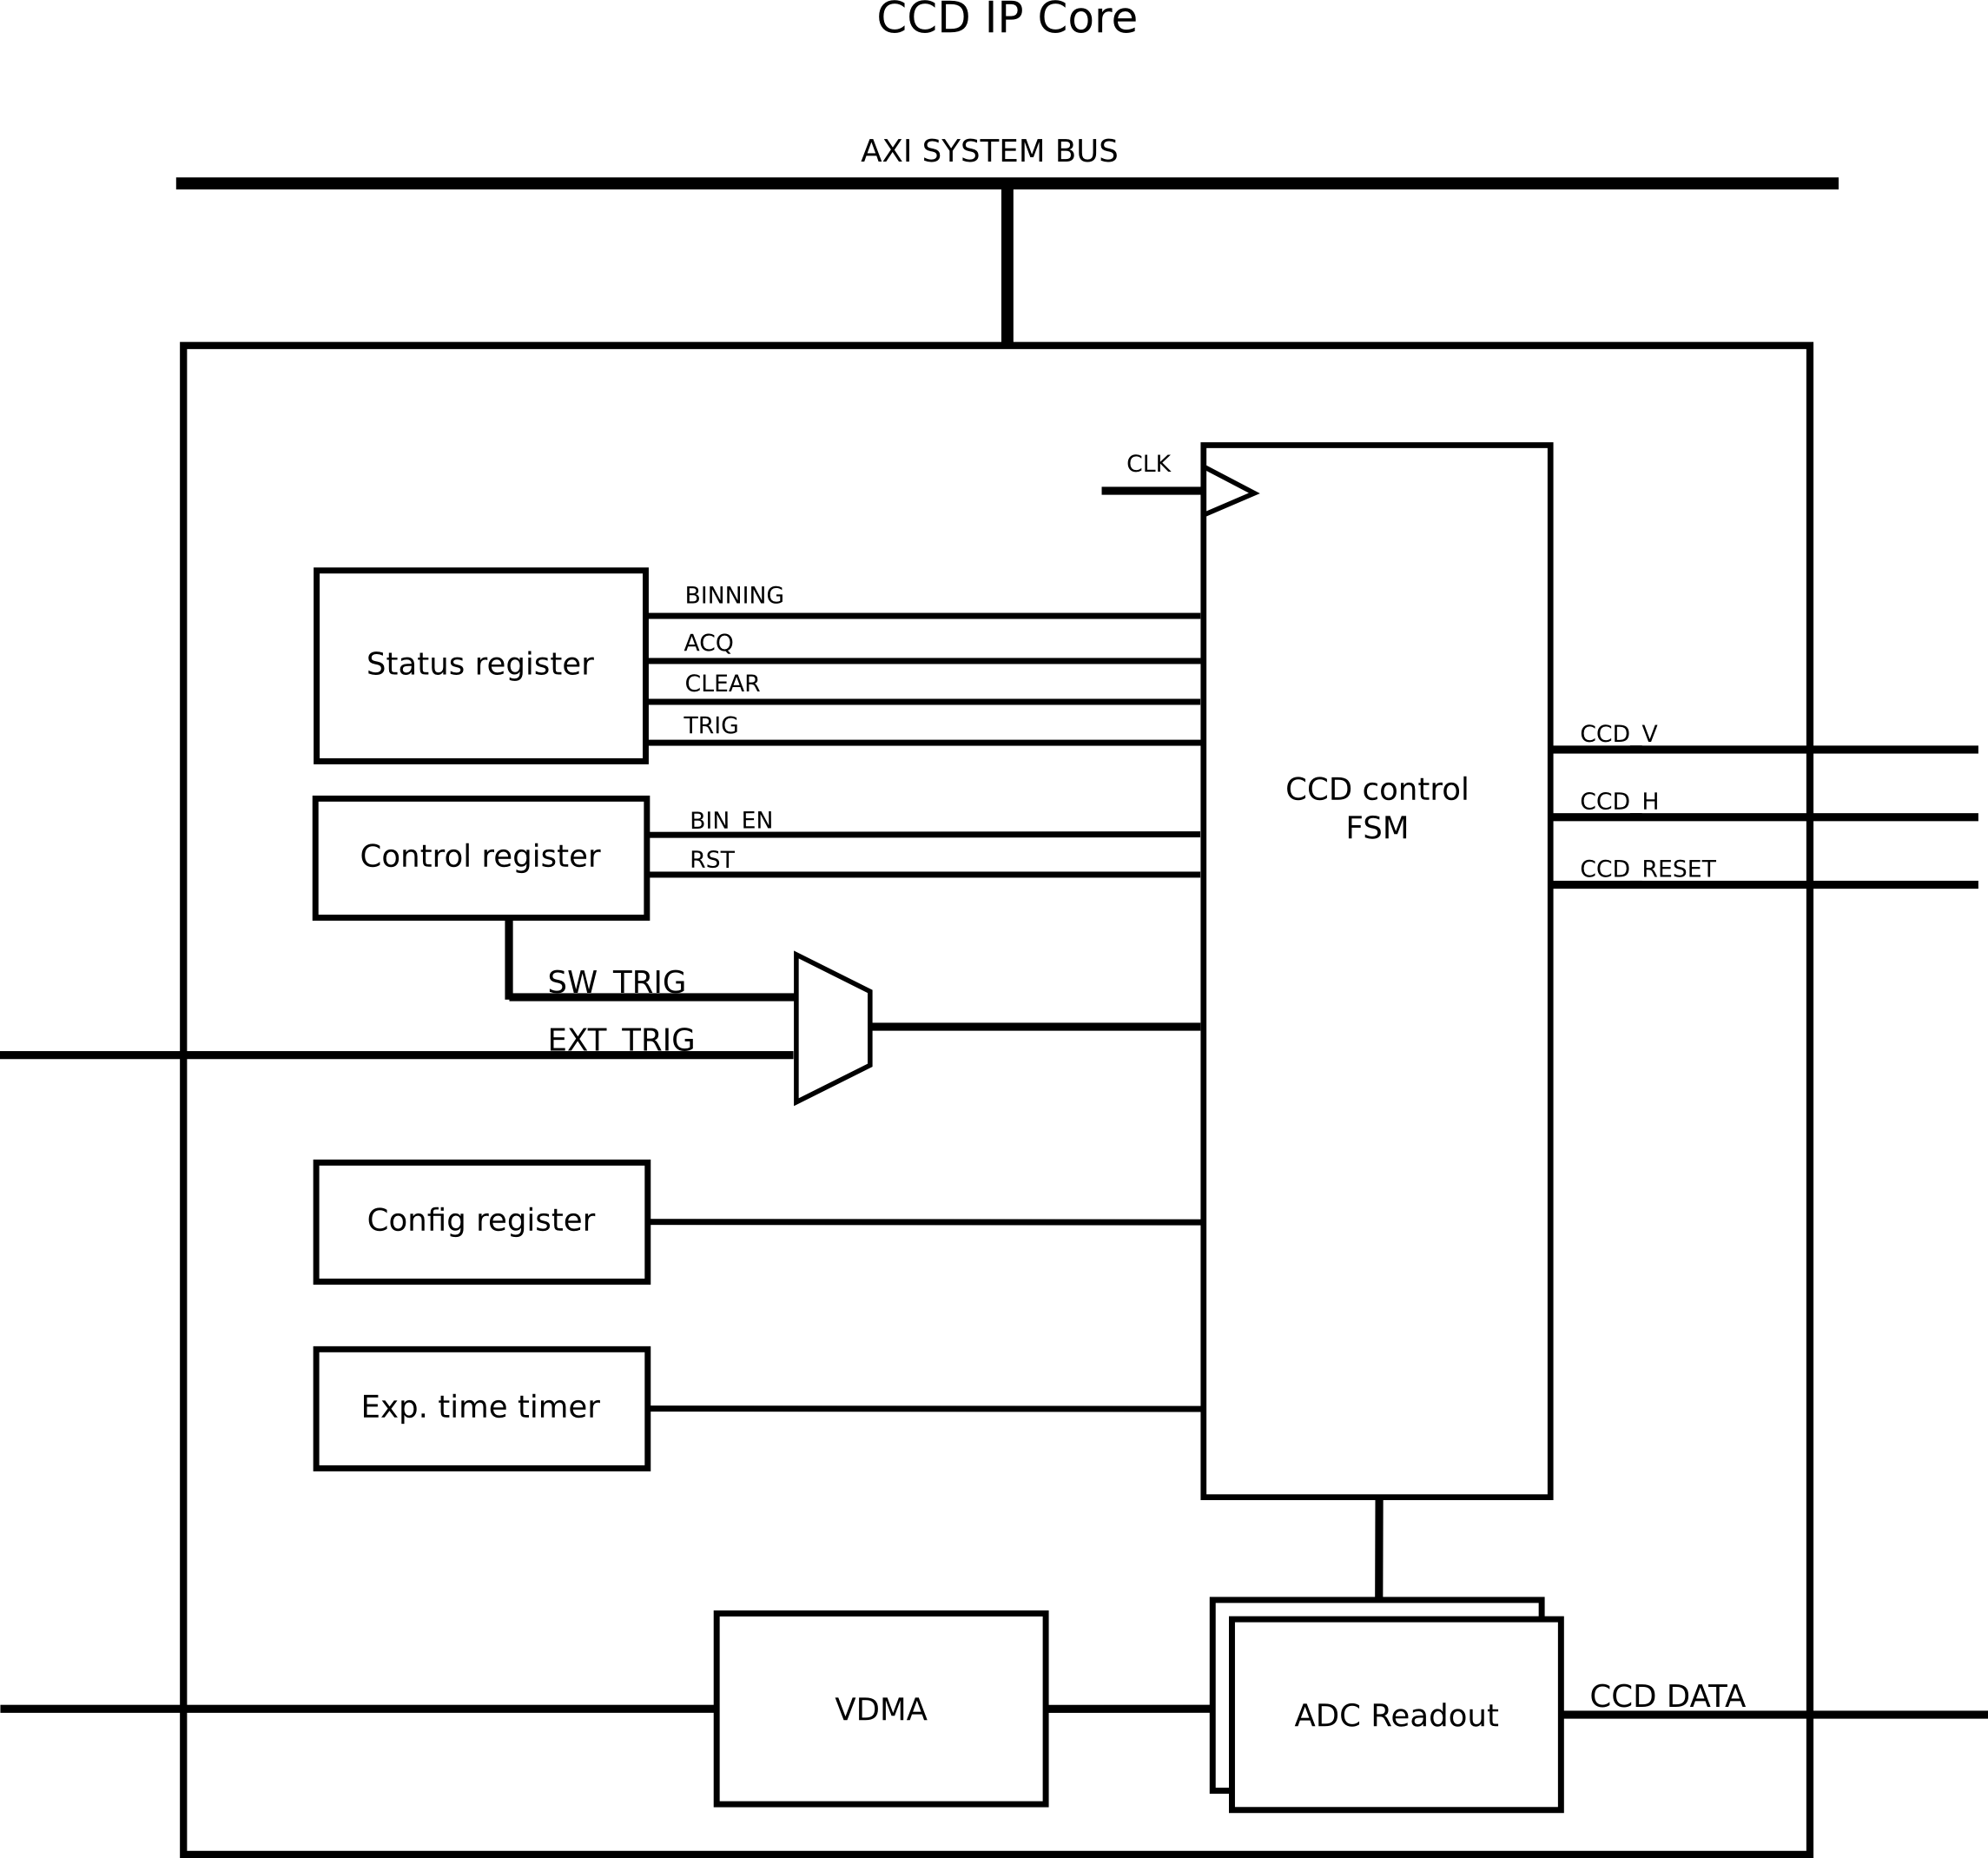 CCD IP Core
AXI SYSTEM BUS
CLK
BINNING
ACQ
CLEAR
TRIG
Status register
BIN_EN
RST
Control register
SW_TRIG
EXT_TRIG
CCD control
FSM
CCD_V
CCD_H
CCD_RESET
Config register
Exp. time timer
VDMA
ADC Readout
CCD DATA